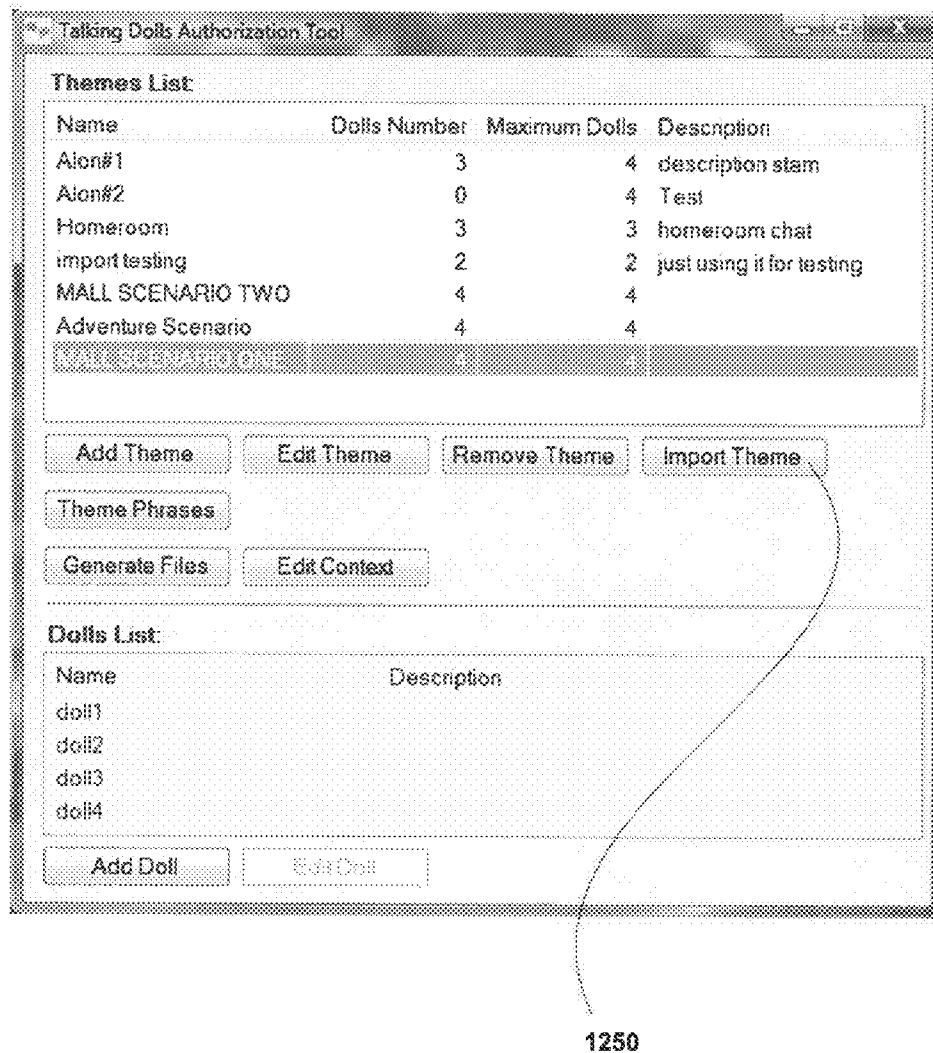 Talking Dolls Authorization Tool
Themes List:
Name Dolls Number Maximum Dolls Description
Alon#1 3 4 description stam
Alon#2 0 4 Test
Homeroom 3 3 homeroom chat
import testing 2 2 just using it for testing
MALL SCENARIO TWO 4 4
Adventure Scenario 4 4
MALL SCENARIO ONE 4 4
Add Theme Edit Theme Remove Theme Import Theme
Theme Phrases
Generate Files Edit Context
Dolls List:
Name Description
doll1
doll2
doll3
doll4
Add Doll Edit Doll
1250